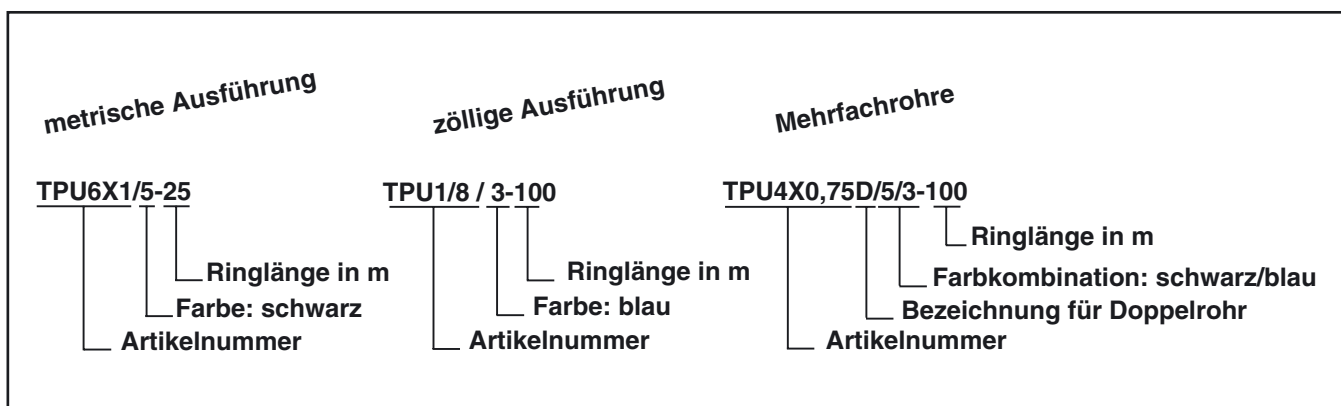 metrische Ausführung
TPU6X1/5-25
Ringlänge in m
Farbe: schwarz
Artikelnummer
zöllige Ausführung
TPU1/8 / 3-100
Ringlänge in m
Farbe: blau
Artikelnummer
Mehrfachrohre
TPU4X0,75D/5/3-100
Ringlänge in m
Farbkombination: schwarz/blau
Bezeichnung für Doppelrohr
Artikelnummer